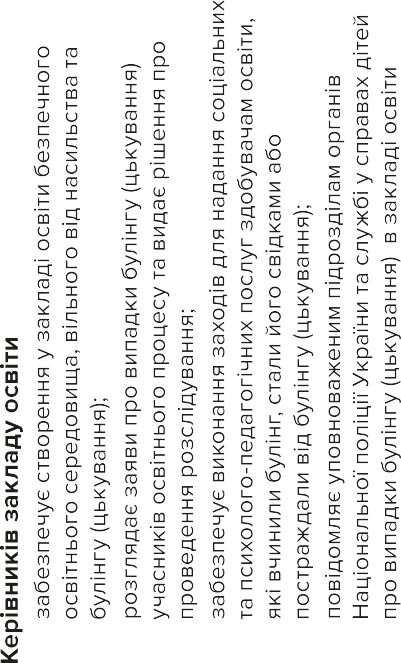 Керівників закладу освіти
забезпечує створення у закладі освіти безпечного
освітнього середовища, вільного від насильства та
булінгу (цькування);
розглядає заяви про випадки булінгу (цькування)
учасників освітнього процесу та видає рішення про
проведення розслідування;
забезпечує виконання заходів для надання соціальних
та психолого-педагогічних послуг здобувачам освіти,
які вчинили булінг, стали його свідками або
постраждали від булінгу (цькування);
повідомляє уповноваженим підрозділам органів
Національної поліції України та службі у справах дітей
про випадки булінгу (цькування) в закладі освіти